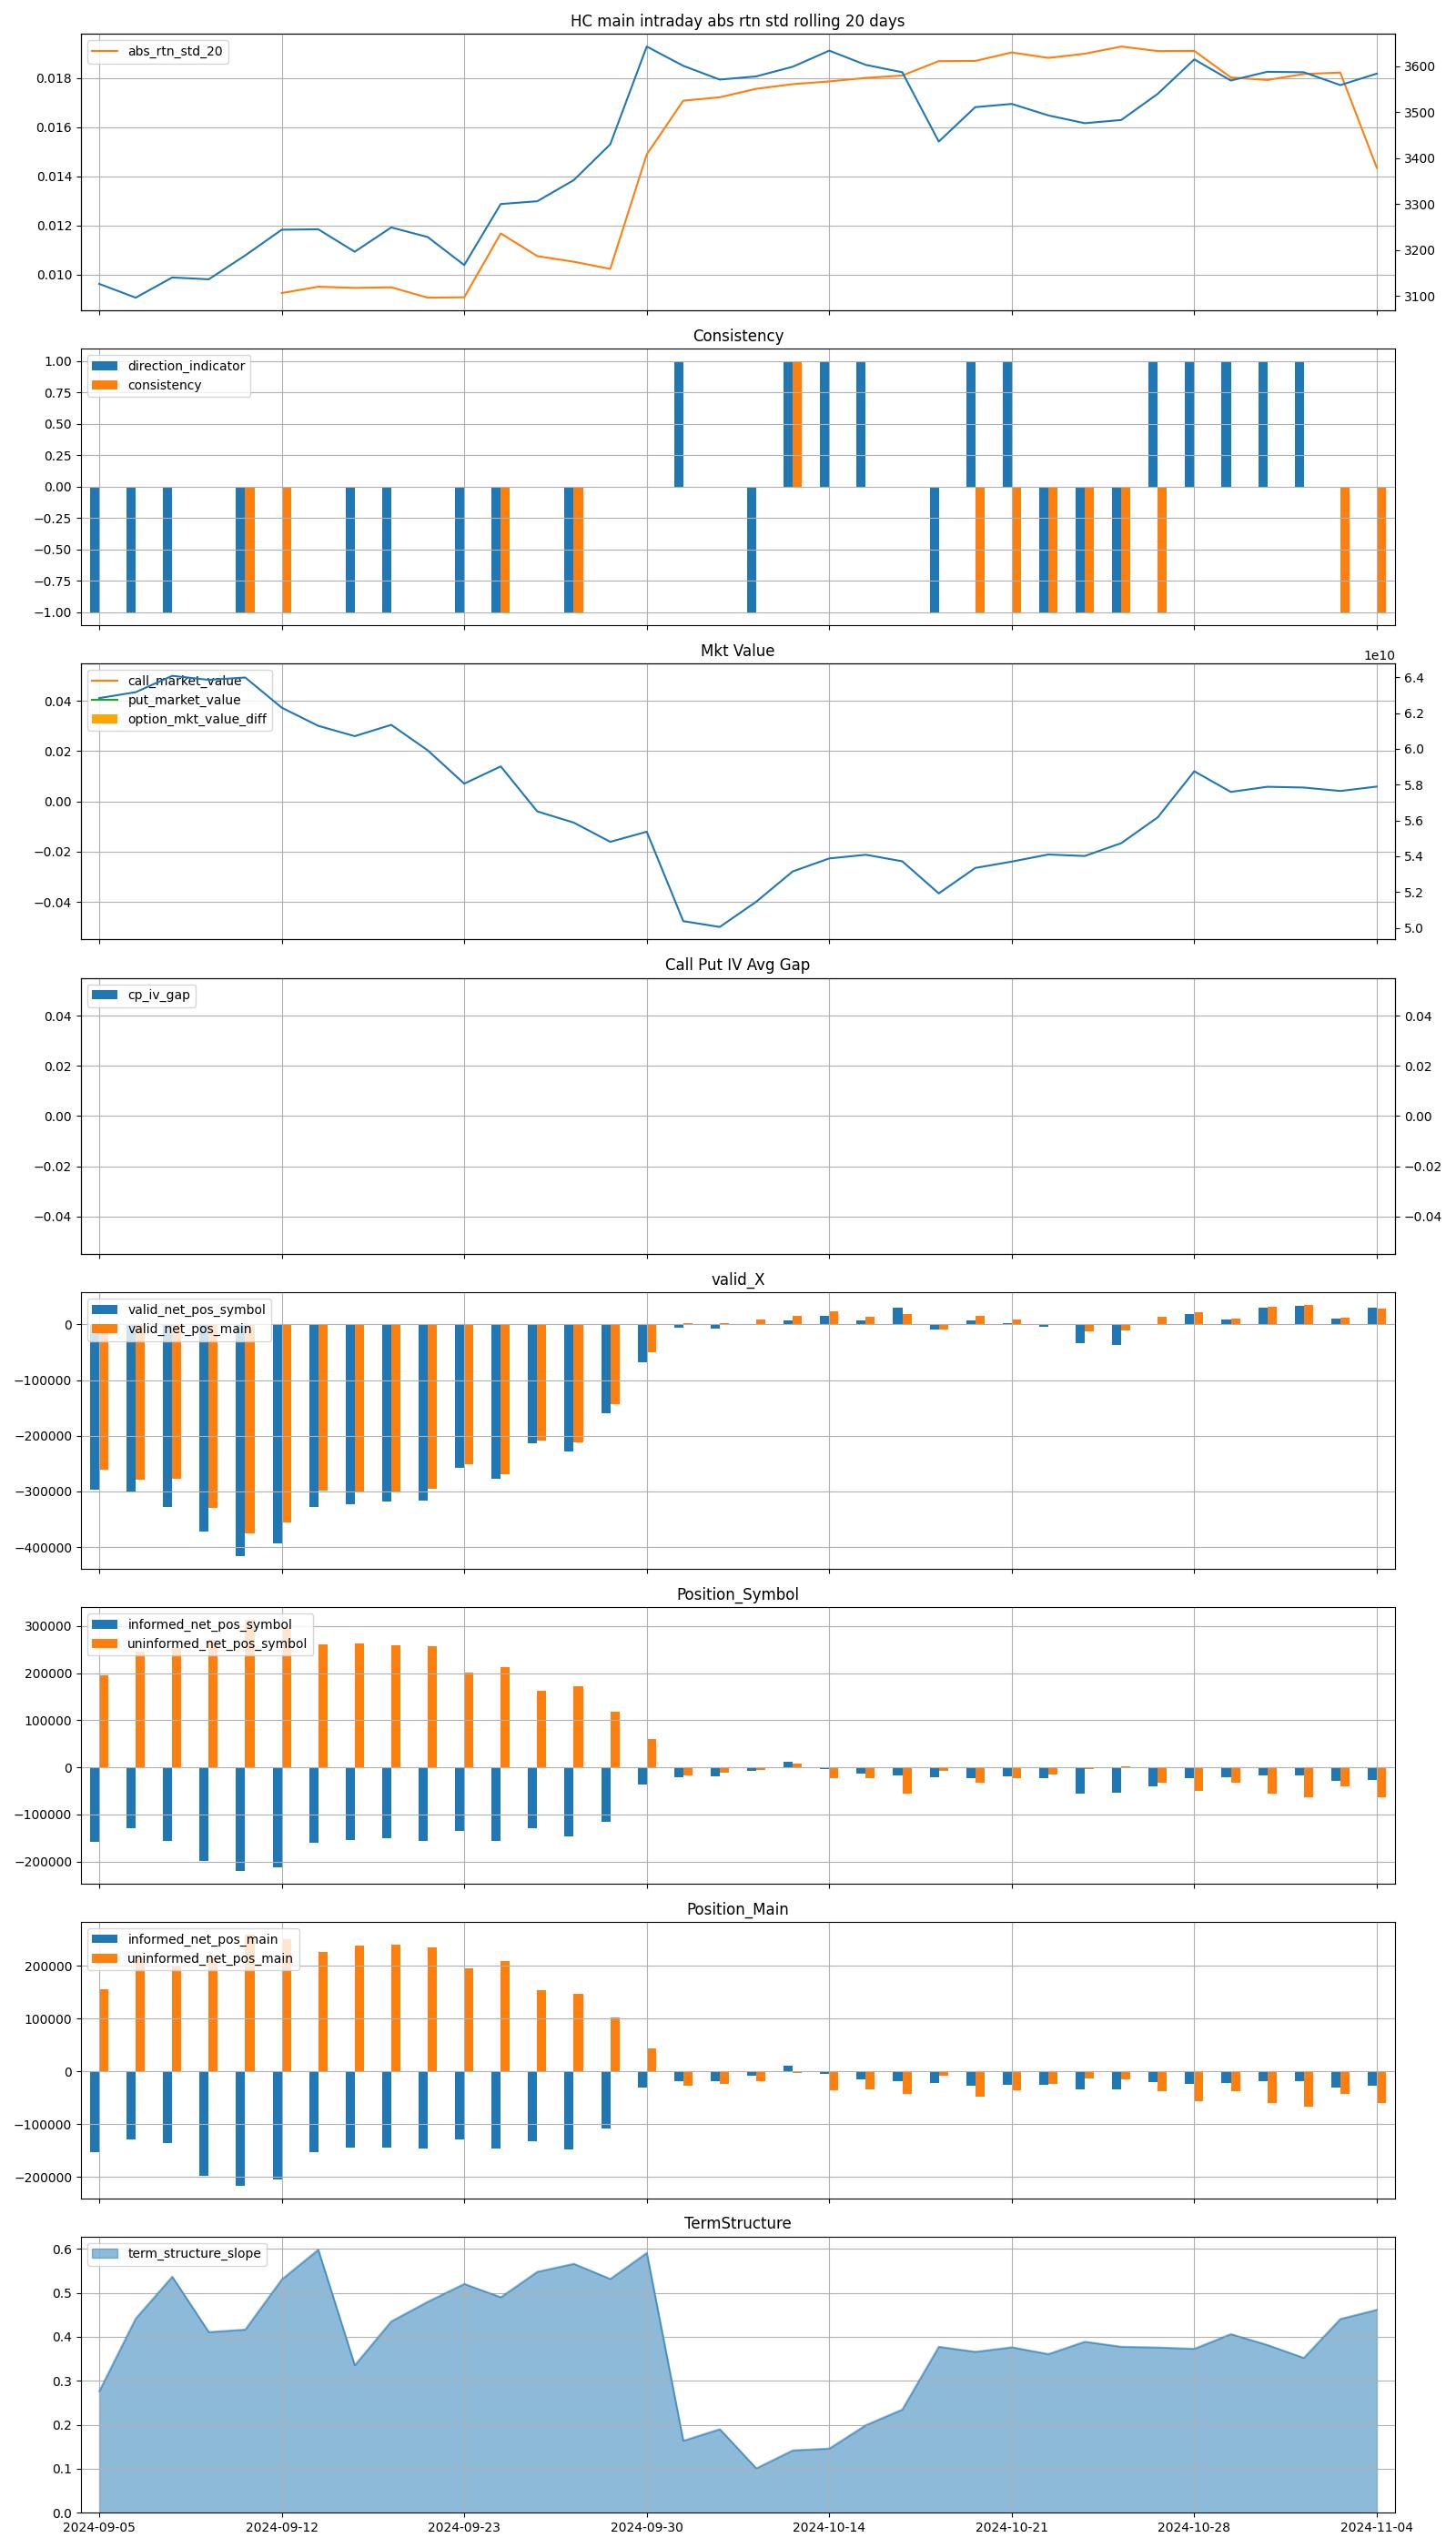 HC main intraday abs rtn std rolling 20 days
abs_rtn_std_20
0.018
0.016
0.014
0.012
0.010
3600
3500
3400
3300
3200
3100
Consistency
direction_indicator
consistency
1.00
0.75
0.50
0.25
0.00
−0.25
−0.50
−0.75
−1.00
Mkt Value
1e10
call_market_value
put_market_value
option_mkt_value_diff
0.04
0.02
0.00
−0.02
−0.04
6.4
6.2
6.0
5.8
5.6
5.4
5.2
5.0
Call Put IV Avg Gap
cp_iv_gap
0.04
0.02
0.00
−0.02
−0.04
0.04
0.02
0.00
−0.02
−0.04
valid_X
valid_net_pos_symbol
valid_net_pos_main
0
−100000
−200000
−300000
−400000
Position_Symbol
informed_net_pos_symbol
uninformed_net_pos_symbol
300000
200000
100000
0
−100000
−200000
Position_Main
informed_net_pos_main
uninformed_net_pos_main
200000
100000
0
−100000
−200000
TermStructure
term_structure_slope
0.6
0.5
0.4
0.3
0.2
0.1
0.0
2024-09-05 2024-09-12 2024-09-23 2024-09-30 2024-10-14 2024-10-21 2024-10-28 2024-11-04